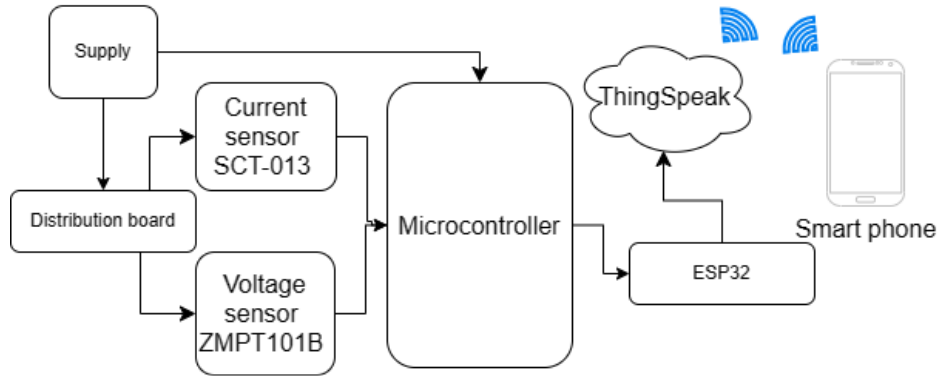 Supply
Current
sensor
SCT-013
Distribution board
Voltage
sensor
ZMPT101B
Microcontroller
ThingSpeak
ESP32
Smart phone